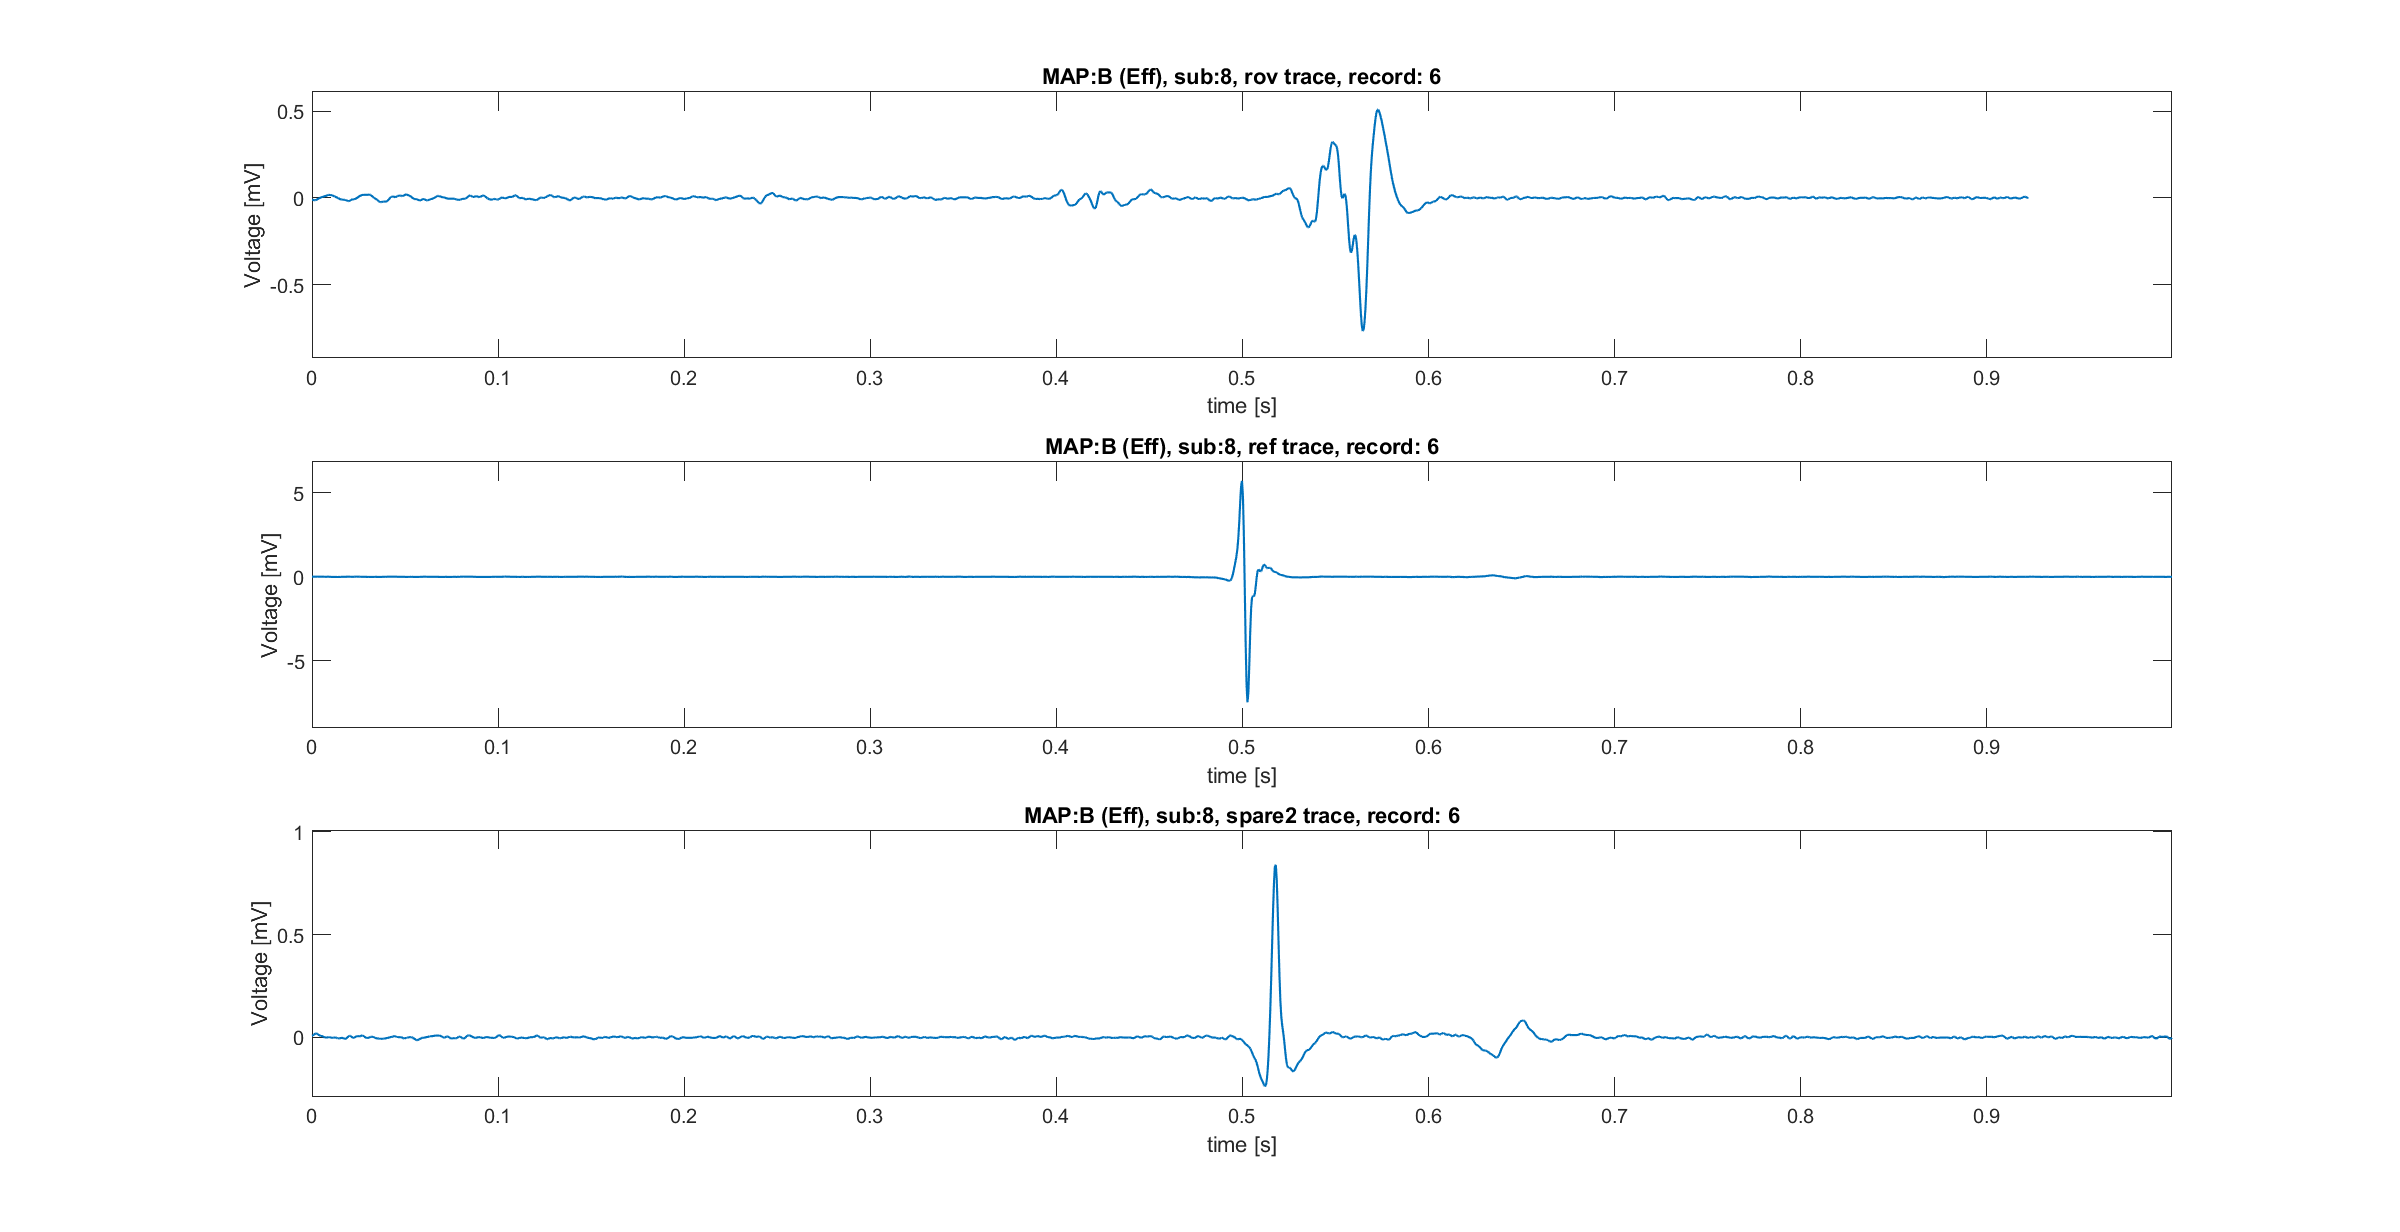 MAP:B (Eff), sub:8, rov trace, record: 6
0.5
0
-0.5
Voltage [mV]
0 0.1 0.2 0.3 0.4 0.5 0.6 0.7 0.8 0.9
time [s]
MAP:B (Eff), sub:8, ref trace, record: 6
5
0
-5
Voltage [mV]
0 0.1 0.2 0.3 0.4 0.5 0.6 0.7 0.8 0.9
time [s]
MAP:B (Eff), sub:8, spare2 trace, record: 6
1
0.5
0
Voltage [mV]
0 0.1 0.2 0.3 0.4 0.5 0.6 0.7 0.8 0.9
time [s]